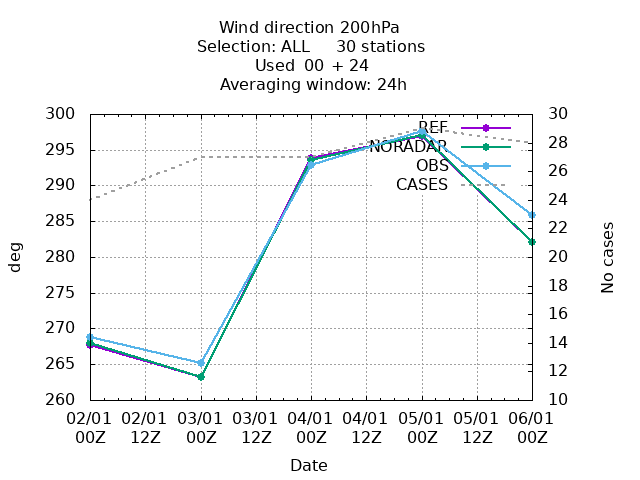 Wind direction 200hPa
Selection: ALL 30 stations
Used 00 + 24
Averaging window: 24h
300
295
290
285
280
275
270
265
260
30
28
26
24
22
20
18
16
14
12
10
REF
NORADAR
OBS
CASES
deg
No cases
02/01 02/01 03/01 03/01 04/01 04/01 05/01 05/01 06/01
00Z 12Z 00Z 12Z 00Z 12Z 00Z 12Z 00Z
Date